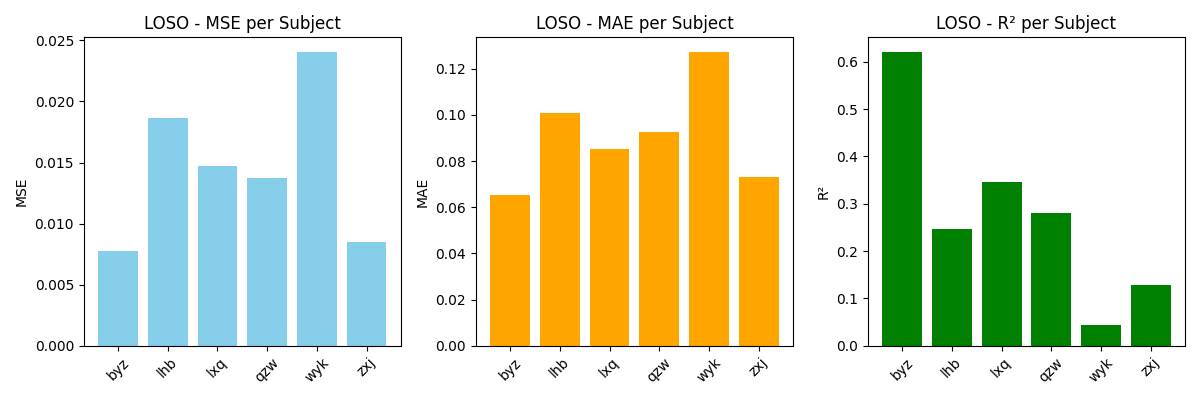 LOSO - MSE per Subject
MSE
0.025
0.020
0.015
0.010
0.005
0.000
byz
lhb
lxq
qzw
wyk
zxj
LOSO - MAE per Subject
MAE
0.12
0.10
0.08
0.06
0.04
0.02
0.00
byz
lhb
lxq
qzw
wyk
zxj
LOSO - R² per Subject
R²
0.6
0.5
0.4
0.3
0.2
0.1
0.0
byz
lhb
lxq
qzw
wyk
zxj